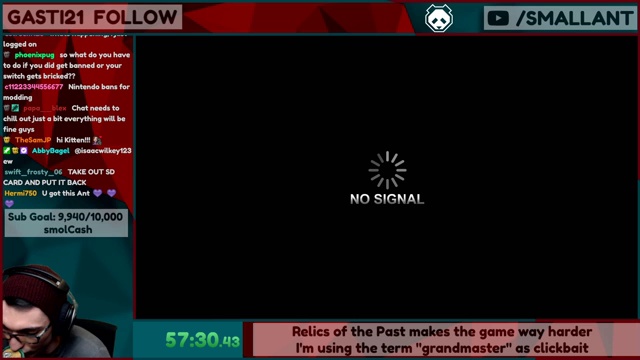 GASTI21 FOLLOW
/SMALLANT
logged on
phoenixpug so what do you have
to do if you did get banned or your
switch gets bricked??
c11223344556677 Nintendo bans for
modding
papa__blex Chat needs to
chill out just a bit everything will be
fine guys
TheSamJP hi Kitten!!!
AbbyBagel @isaacwilkey123
ew
swift_frosty_06 TAKE OUT SD
CARD AND PUT IT BACK
Hermi750 U got this Ant
Sub Goal: 9,940/10,000
smolCash
NO SIGNAL
57:30.43
Relics of the Past makes the game way harder
I'm using the term "grandmaster" as clickbait